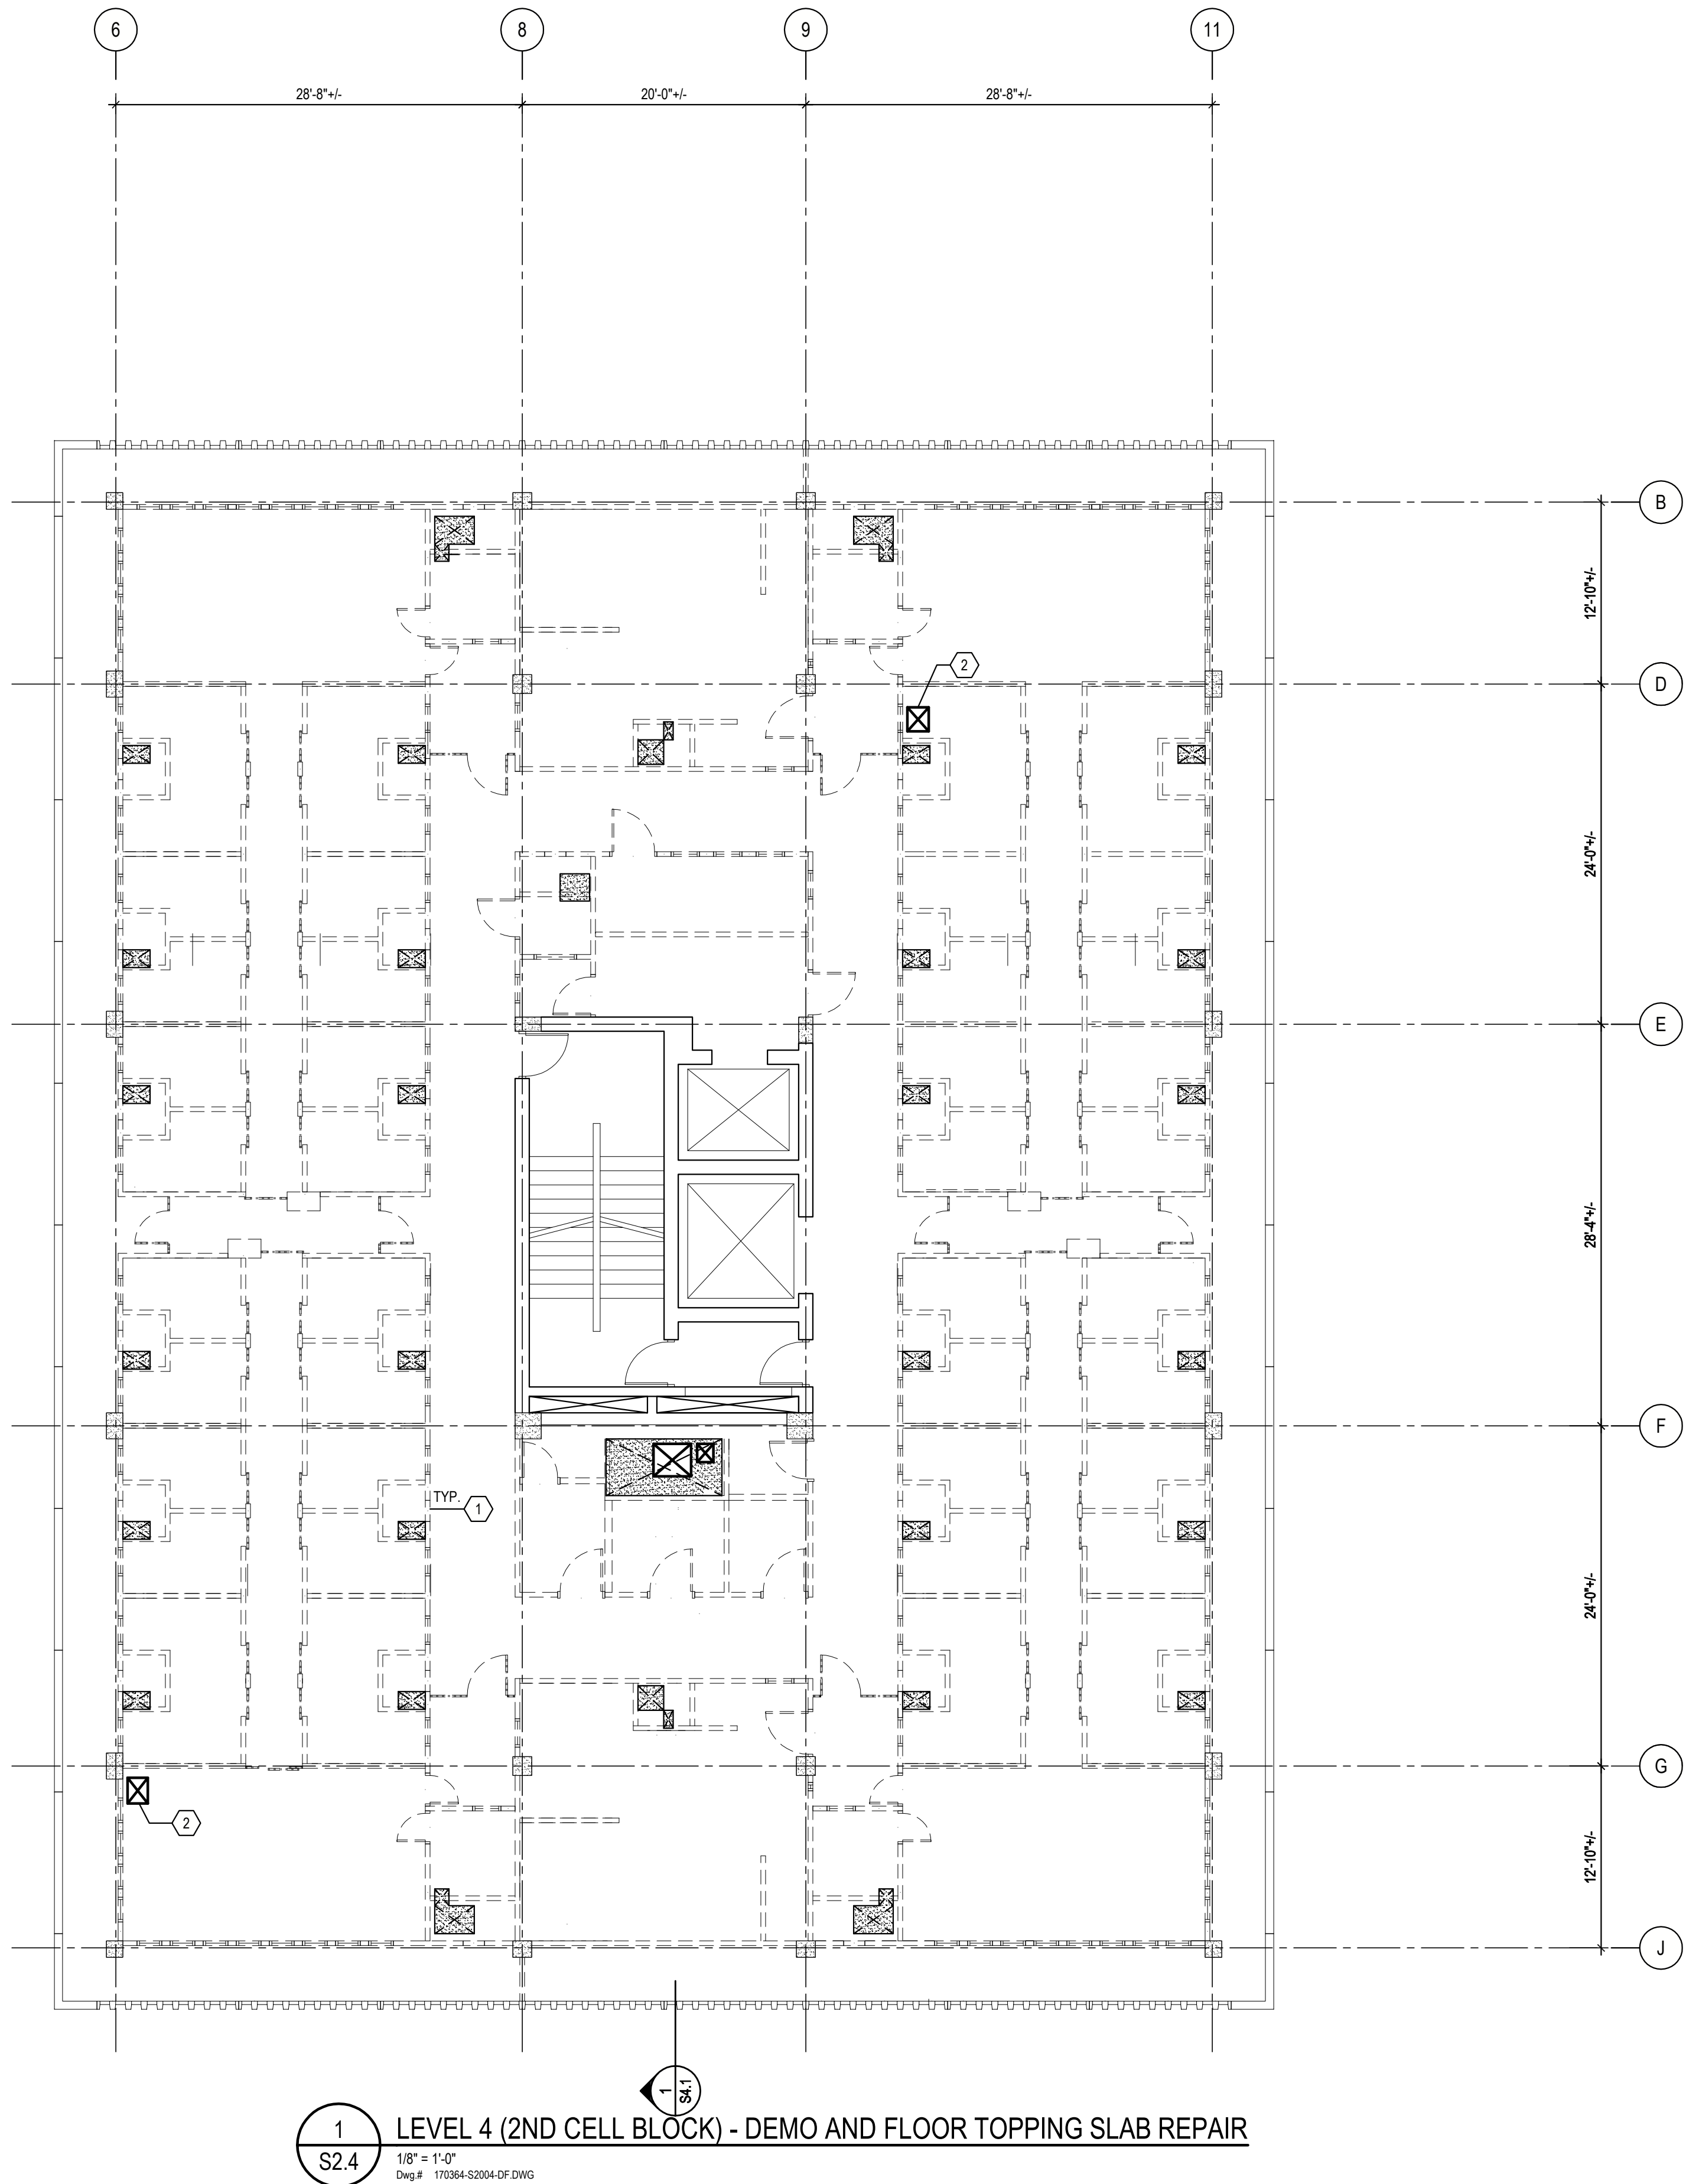 6
8
9
11
28'-8"+/-
20'-0"+/-
28'-8"+/-
B
12'-10"+/-
2
D
24'-0"+/-
E
28'-4"+/-
F
TYP.
1
24'-0"+/-
G
2
12'-10"+/-
J
1
S4.1
1
S2.4
LEVEL 4 (2ND CELL BLOCK) - DEMO AND FLOOR TOPPING SLAB REPAIR
1/8" = 1'-0"
Dwg.# 170364-S2004-DF.DWG